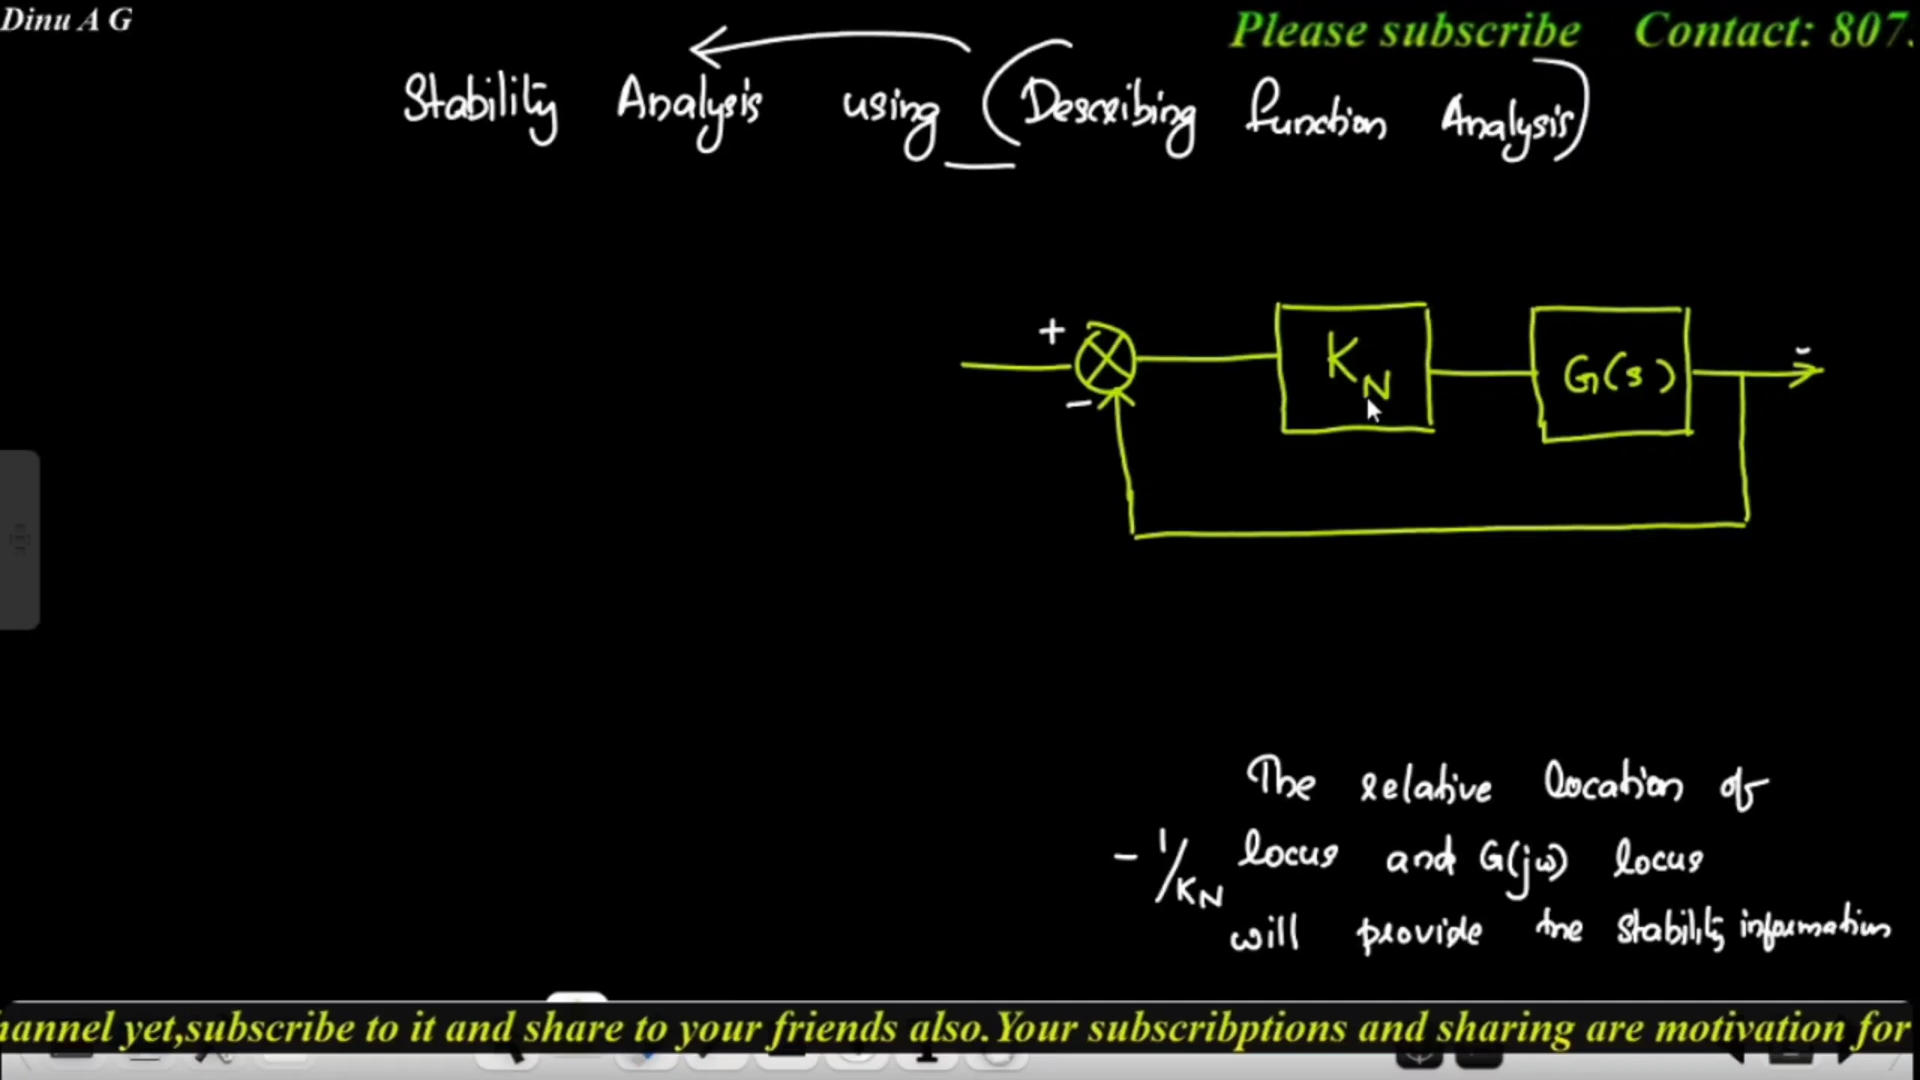 Dinu A G
Please subscribe Contact: 807.
Stability Analysis using (Describing function Analysis)
+
-
K_N
G(s)
The relative location of
- 1/K_N locus and G(jω) locus
will provide the stability information
hannel yet,subscribe to it and share to your friends also.Your subscribptions and sharing are motivation for